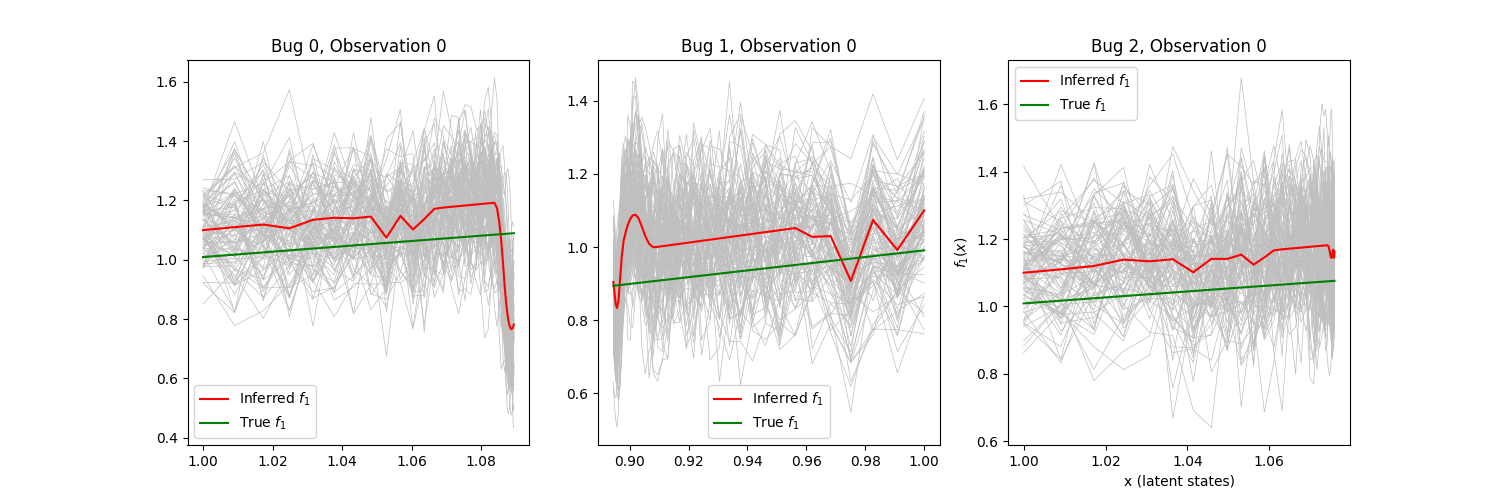 Bug 0, Observation 0
1.6
1.4
1.2
1.0
0.8
0.6
0.4
Inferred f₁
True f₁
1.00 1.02 1.04 1.06 1.08
Bug 1, Observation 0
1.4
1.2
1.0
0.8
0.6
Inferred f₁
True f₁
0.90 0.92 0.94 0.96 0.98 1.00
Bug 2, Observation 0
Inferred f₁
True f₁
f₁(x)
1.6
1.4
1.2
1.0
0.8
0.6
1.00 1.02 1.04 1.06
x (latent states)